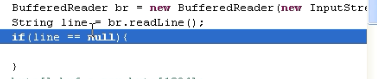 BufferedReader br = new BufferedReader(new InputStre
String line = br.readLine();
if(line == null){
}